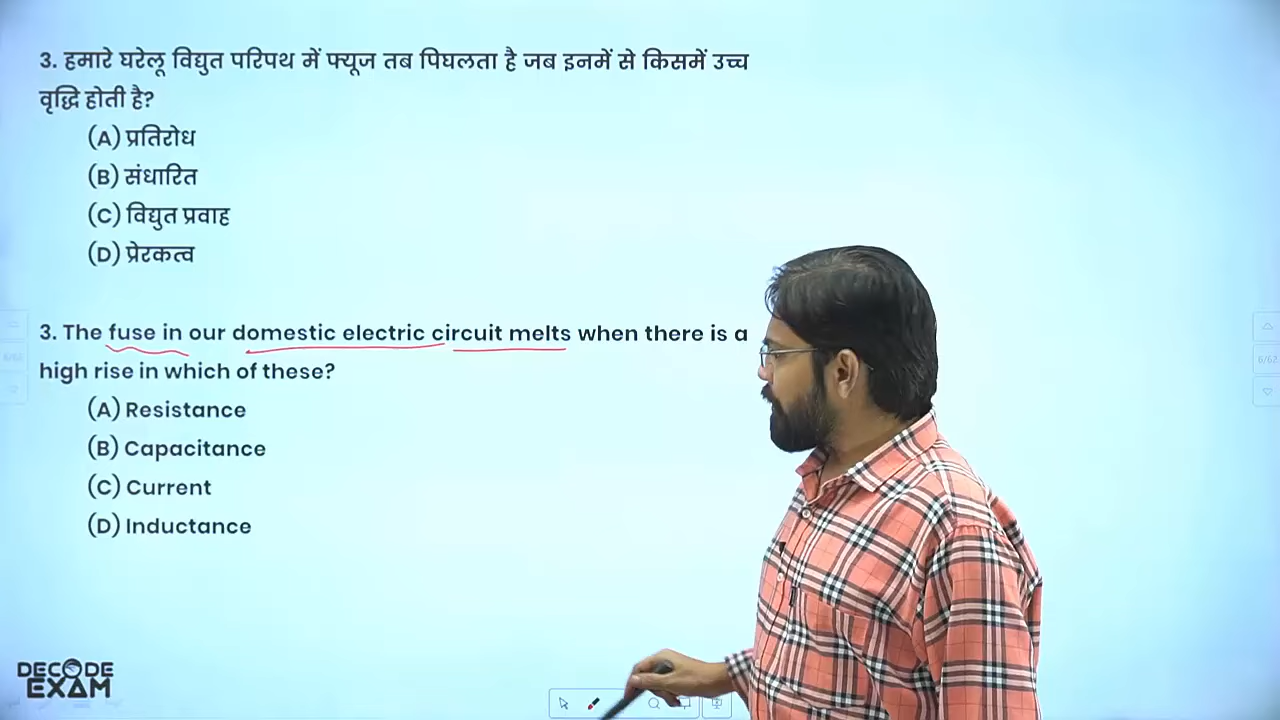 3. हमारे घरेलू विद्युत परिपथ में फ्यूज तब पिघलता है जब इनमें से किसमें उच्च
वृद्धि होती है?
(A) प्रतिरोध
(B) संधारित
(C) विद्युत प्रवाह
(D) प्रेरकत्व
3. The fuse in our domestic electric circuit melts when there is a
high rise in which of these?
(A) Resistance
(B) Capacitance
(C) Current
(D) Inductance
DECODE
EXAM